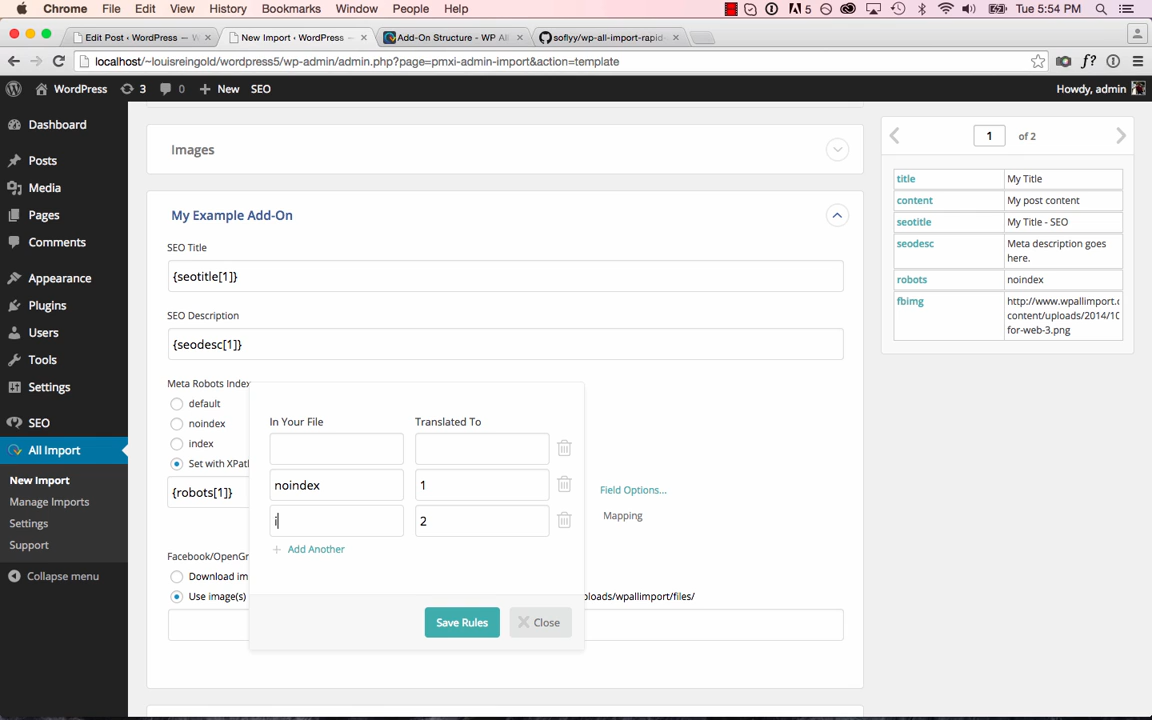 Chrome File Edit View History Bookmarks Window People Help 5 Tue 5:54 PM
Edit Post ‹ WordPress — W × New Import ‹ WordPress — × Add-On Structure - WP All × soflyy/wp-all-import-rapid- ×
localhost/~louisreingold/wordpress5/wp-admin/admin.php?page=pmxi-admin-import&action=template f?
WordPress 3 0 + New SEO Howdy, admin
Dashboard
Posts
Media
Pages
Comments
Appearance
Plugins
Users
Tools
Settings
SEO
All Import
New Import
Manage Imports
Settings
Support
Collapse menu
Images
My Example Add-On
SEO Title
{seotitle[1]}
SEO Description
{seodesc[1]}
Meta Robots Index
default
noindex
index
Set with XPath
{robots[1]}
In Your File Translated To
noindex 1
i 2
+ Add Another
Save Rules Close
Field Options...
Mapping
Facebook/OpenGr
Download im
Use image(s) ploads/wpallimport/files/
1 of 2
title My Title
content My post content
seotitle My Title - SEO
seodesc Meta description goes
here.
robots noindex
fbimg http://www.wpallimport.c
content/uploads/2014/10
for-web-3.png